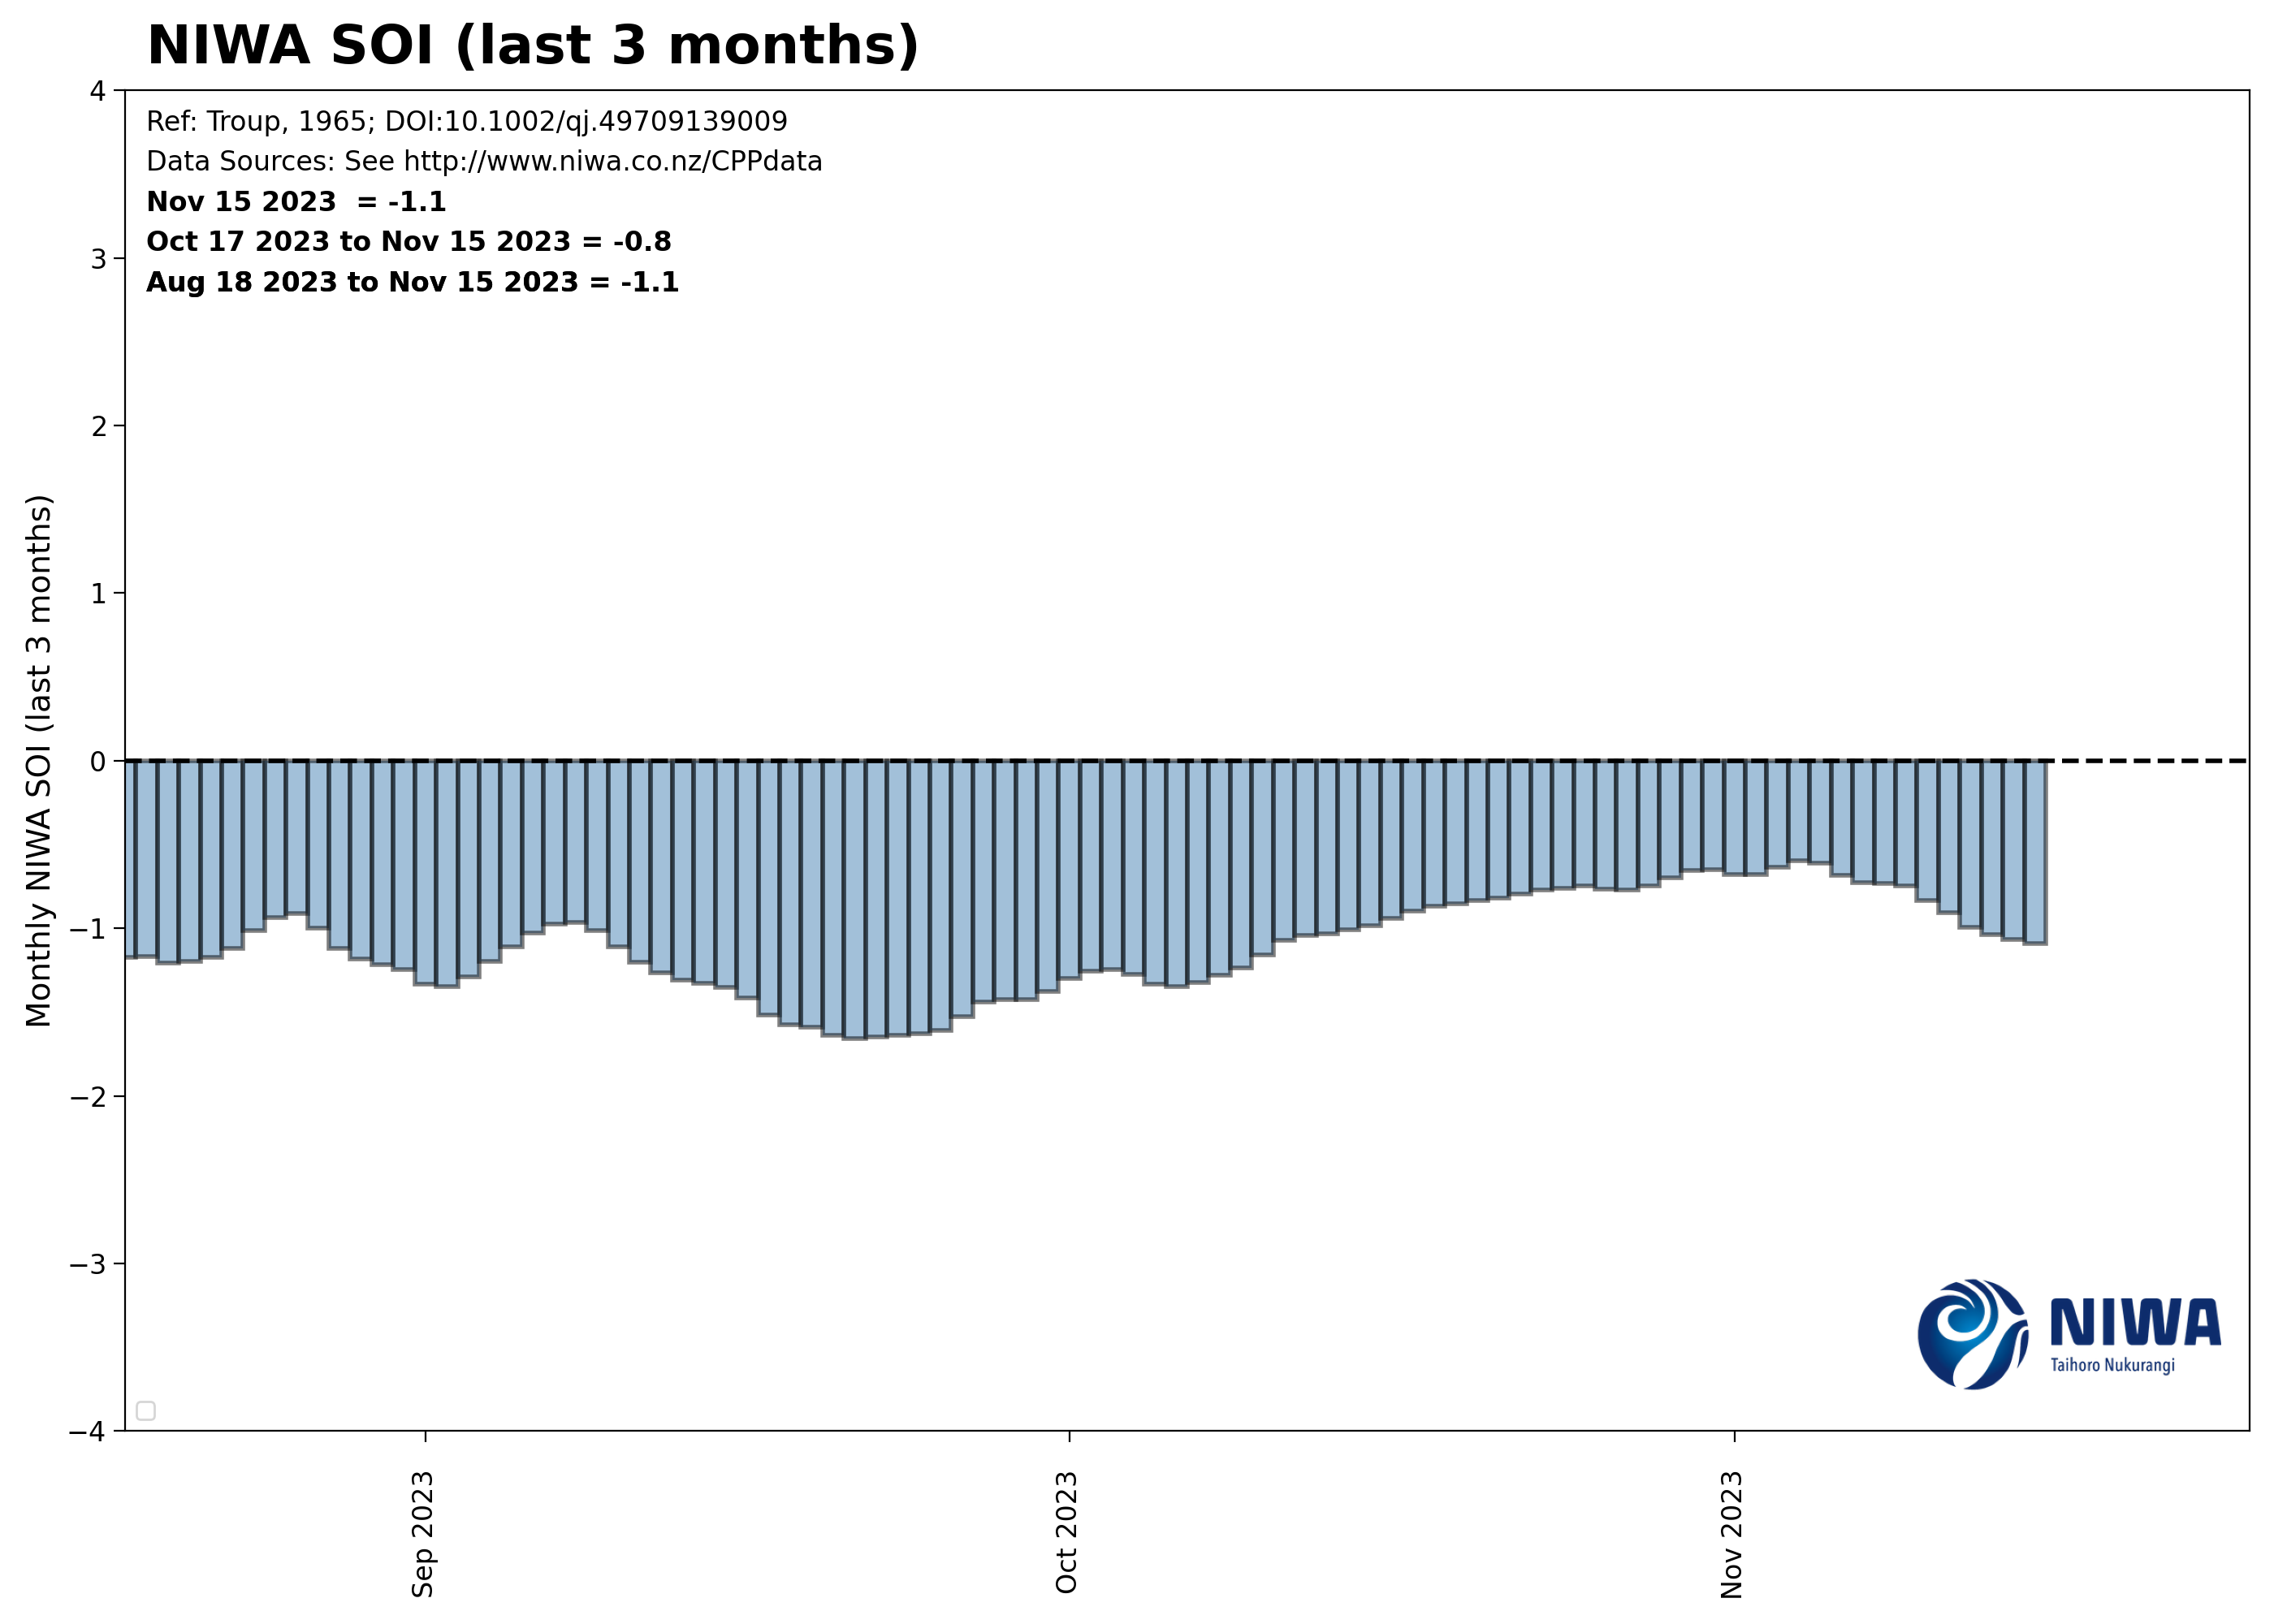 NIWA SOI (last 3 months)
Ref: Troup, 1965; DOI:10.1002/qj.49709139009
Data Sources: See http://www.niwa.co.nz/CPPdata
Nov 15 2023  = -1.1
Oct 17 2023 to Nov 15 2023 = -0.8
Aug 18 2023 to Nov 15 2023 = -1.1
Monthly NIWA SOI (last 3 months)
4
3
2
1
0
−1
−2
−3
−4
Sep 2023
Oct 2023
Nov 2023
NIWA
Taihoro Nukurangi